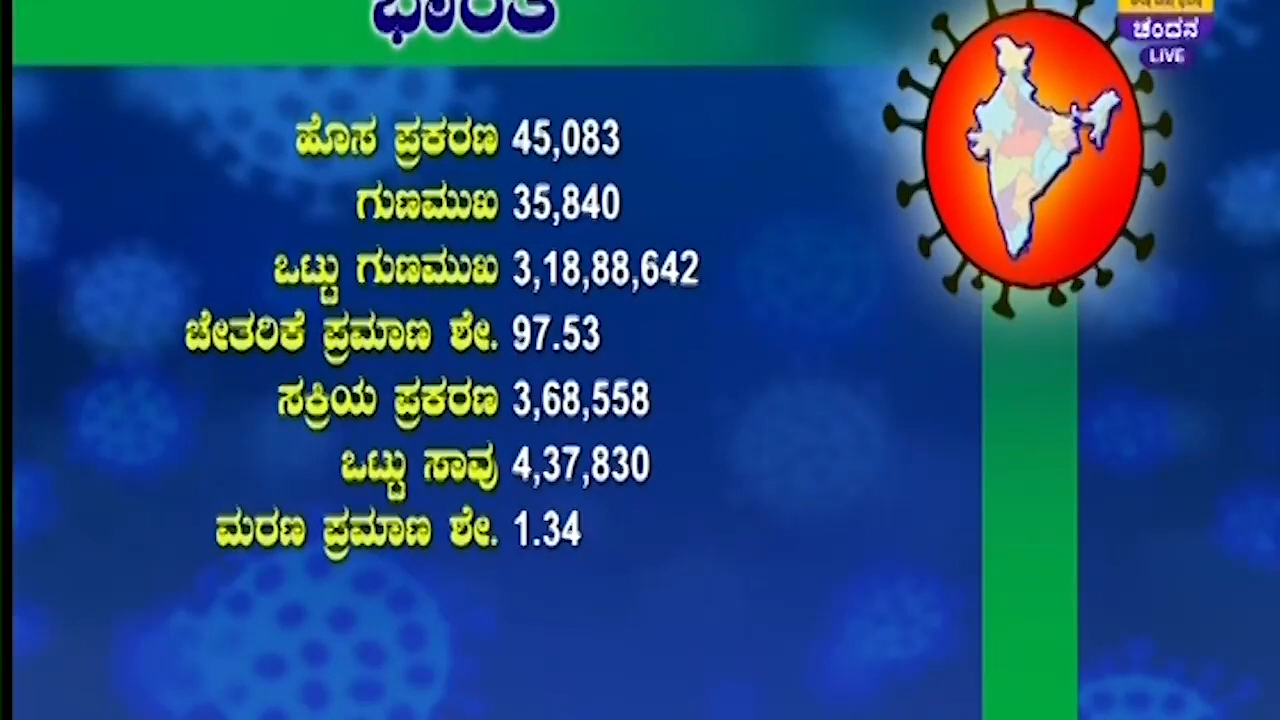 ಭಾರತ
ಚಂದನ
LIVE
ಹೊಸ ಪ್ರಕರಣ 45,083
ಗುಣಮುಖ 35,840
ಒಟ್ಟು ಗುಣಮುಖ 3,18,88,642
ಚೇತರಿಕೆ ಪ್ರಮಾಣ ಶೇ. 97.53
ಸಕ್ರಿಯ ಪ್ರಕರಣ 3,68,558
ಒಟ್ಟು ಸಾವು 4,37,830
ಮರಣ ಪ್ರಮಾಣ ಶೇ. 1.34